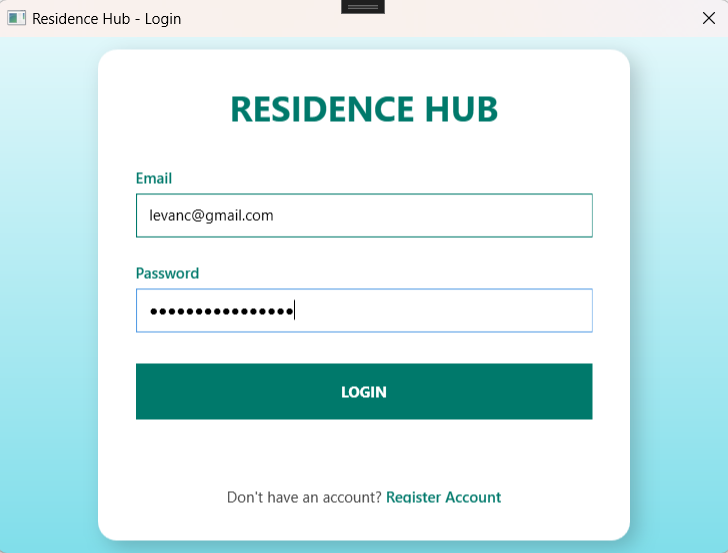 Residence Hub - Login
RESIDENCE HUB
Email
levanc@gmail.com
Password
••••••••••••••••
LOGIN
Don't have an account? Register Account